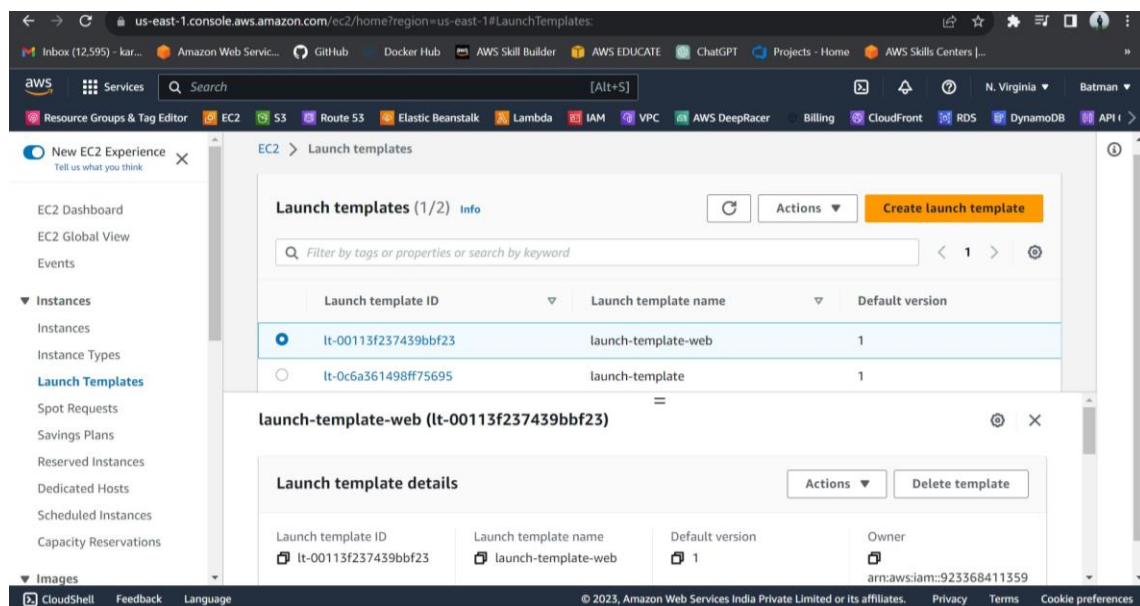 us-east-1.console.aws.amazon.com/ec2/home?region=us-east-1#LaunchTemplates:
Inbox (12,595) - kar... Amazon Web Servic... GitHub Docker Hub AWS Skill Builder AWS EDUCATE ChatGPT Projects - Home AWS Skills Centers |... »
aws Services Search [Alt+S] N. Virginia Batman
Resource Groups & Tag Editor EC2 S3 Route 53 Elastic Beanstalk Lambda IAM VPC AWS DeepRacer Billing CloudFront RDS DynamoDB API
New EC2 Experience
Tell us what you think
EC2 Dashboard
EC2 Global View
Events
Instances
Instances
Instance Types
Launch Templates
Spot Requests
Savings Plans
Reserved Instances
Dedicated Hosts
Scheduled Instances
Capacity Reservations
Images
EC2 > Launch templates
Launch templates (1/2) Info Actions Create launch template
Filter by tags or properties or search by keyword < 1 >
Launch template ID Launch template name Default version
lt-00113f237439bbf23 launch-template-web 1
lt-0c6a361498ff75695 launch-template 1
launch-template-web (lt-00113f237439bbf23)
Launch template details Actions Delete template
Launch template ID Launch template name Default version Owner
lt-00113f237439bbf23 launch-template-web 1
arn:aws:iam::923368411359
CloudShell Feedback Language © 2023, Amazon Web Services India Private Limited or its affiliates. Privacy Terms Cookie preferences